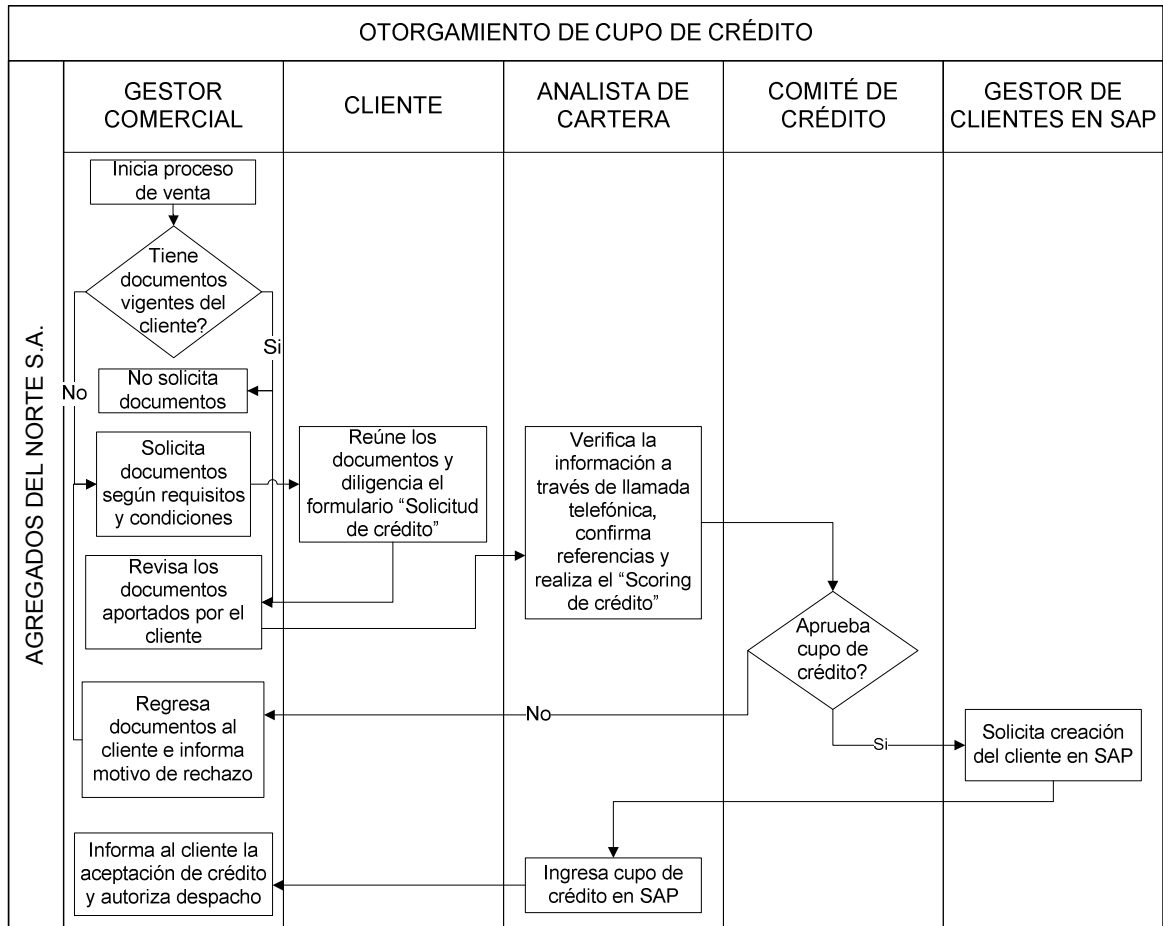 OTORGAMIENTO DE CUPO DE CRÉDITO
AGREGADOS DEL NORTE S.A.
GESTOR
COMERCIAL
CLIENTE
ANALISTA DE
CARTERA
COMITÉ DE
CRÉDITO
GESTOR DE
CLIENTES EN SAP
Inicia proceso
de venta
Tiene
documentos
vigentes del
cliente?
Si
No
No solicita
documentos
Solicita
documentos
según requisitos
y condiciones
Reúne los
documentos y
diligencia el
formulario “Solicitud
de crédito”
Revisa los
documentos
aportados por el
cliente
Verifica la
información a
través de llamada
telefónica,
confirma
referencias y
realiza el “Scoring
de crédito”
Aprueba
cupo de
crédito?
No
Si
Regresa
documentos al
cliente e informa
motivo de rechazo
Solicita creación
del cliente en SAP
Ingresa cupo de
crédito en SAP
Informa al cliente la
aceptación de crédito
y autoriza despacho